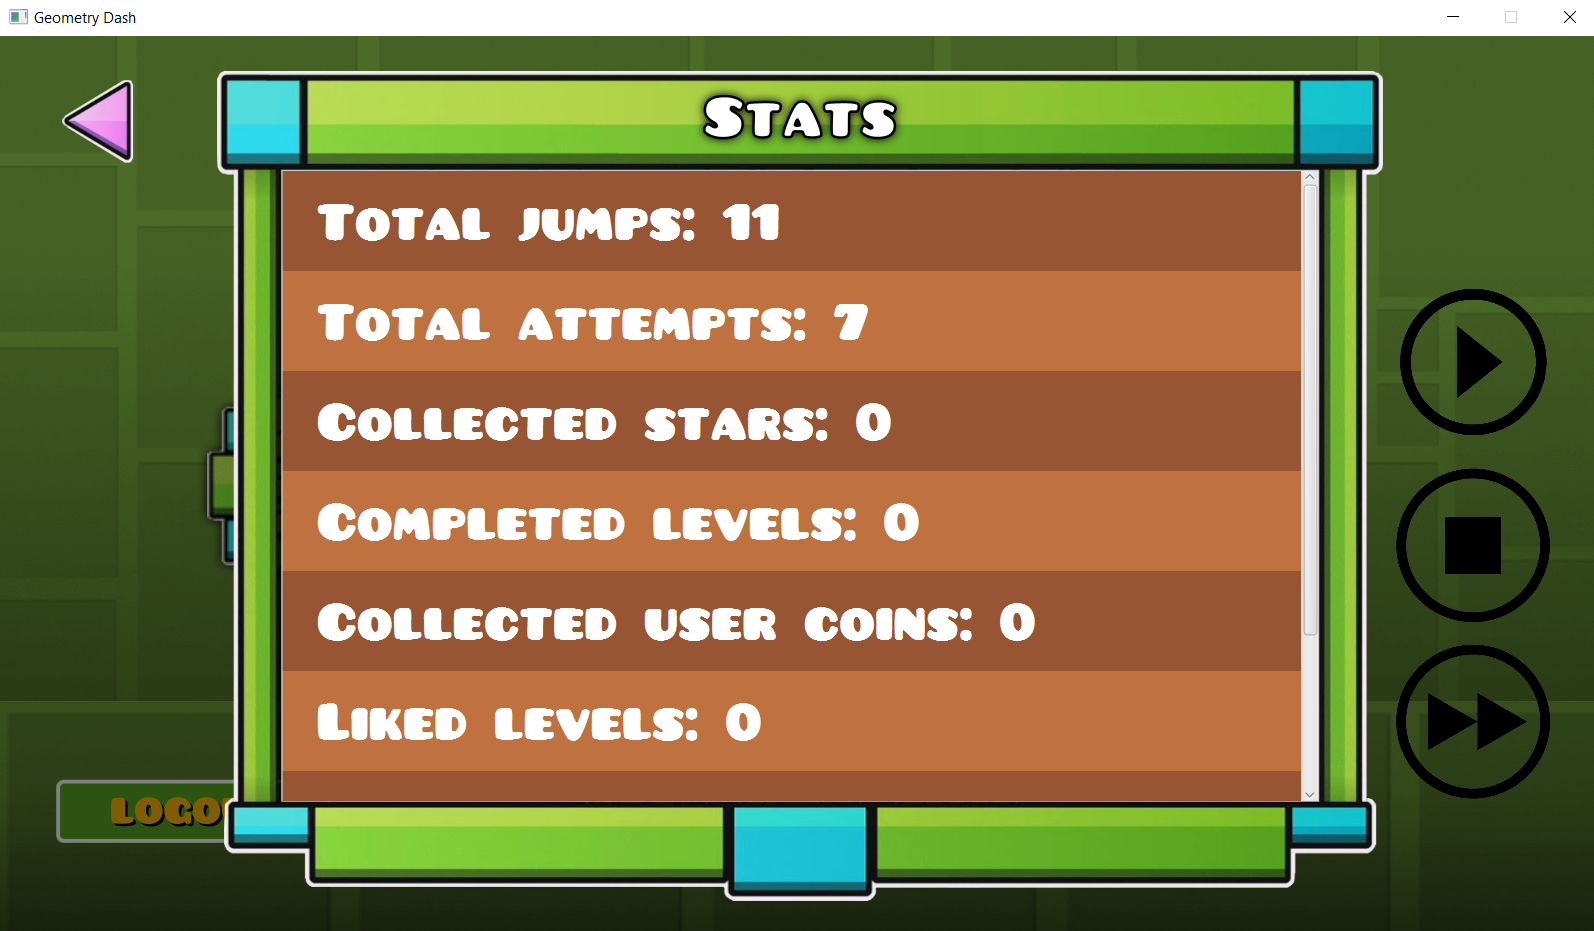 Geometry Dash
Stats
Total jumps: 11
Total attempts: 7
Collected stars: 0
Completed levels: 0
Collected user coins: 0
Liked levels: 0